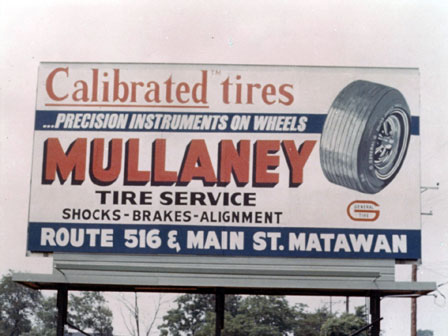 Calibrated™ tires
...PRECISION INSTRUMENTS ON WHEELS
MULLANEY
TIRE SERVICE
SHOCKS-BRAKES-ALIGNMENT
GENERAL
TIRE
ROUTE 516 & MAIN ST. MATAWAN